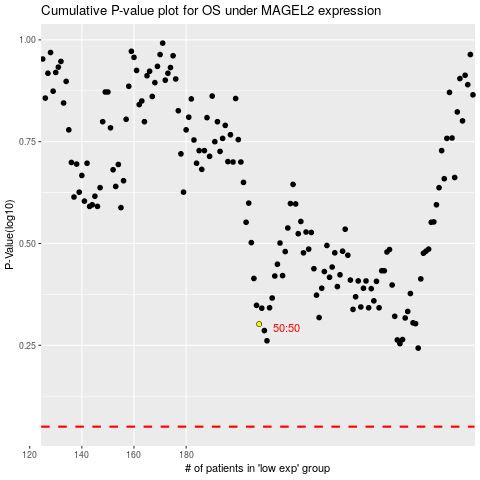 Cumulative P-value plot for OS under MAGEL2 expression
1.00
0.75
0.50
0.25
P-Value(log10)
50:50
120 140 160 180
# of patients in 'low exp' group